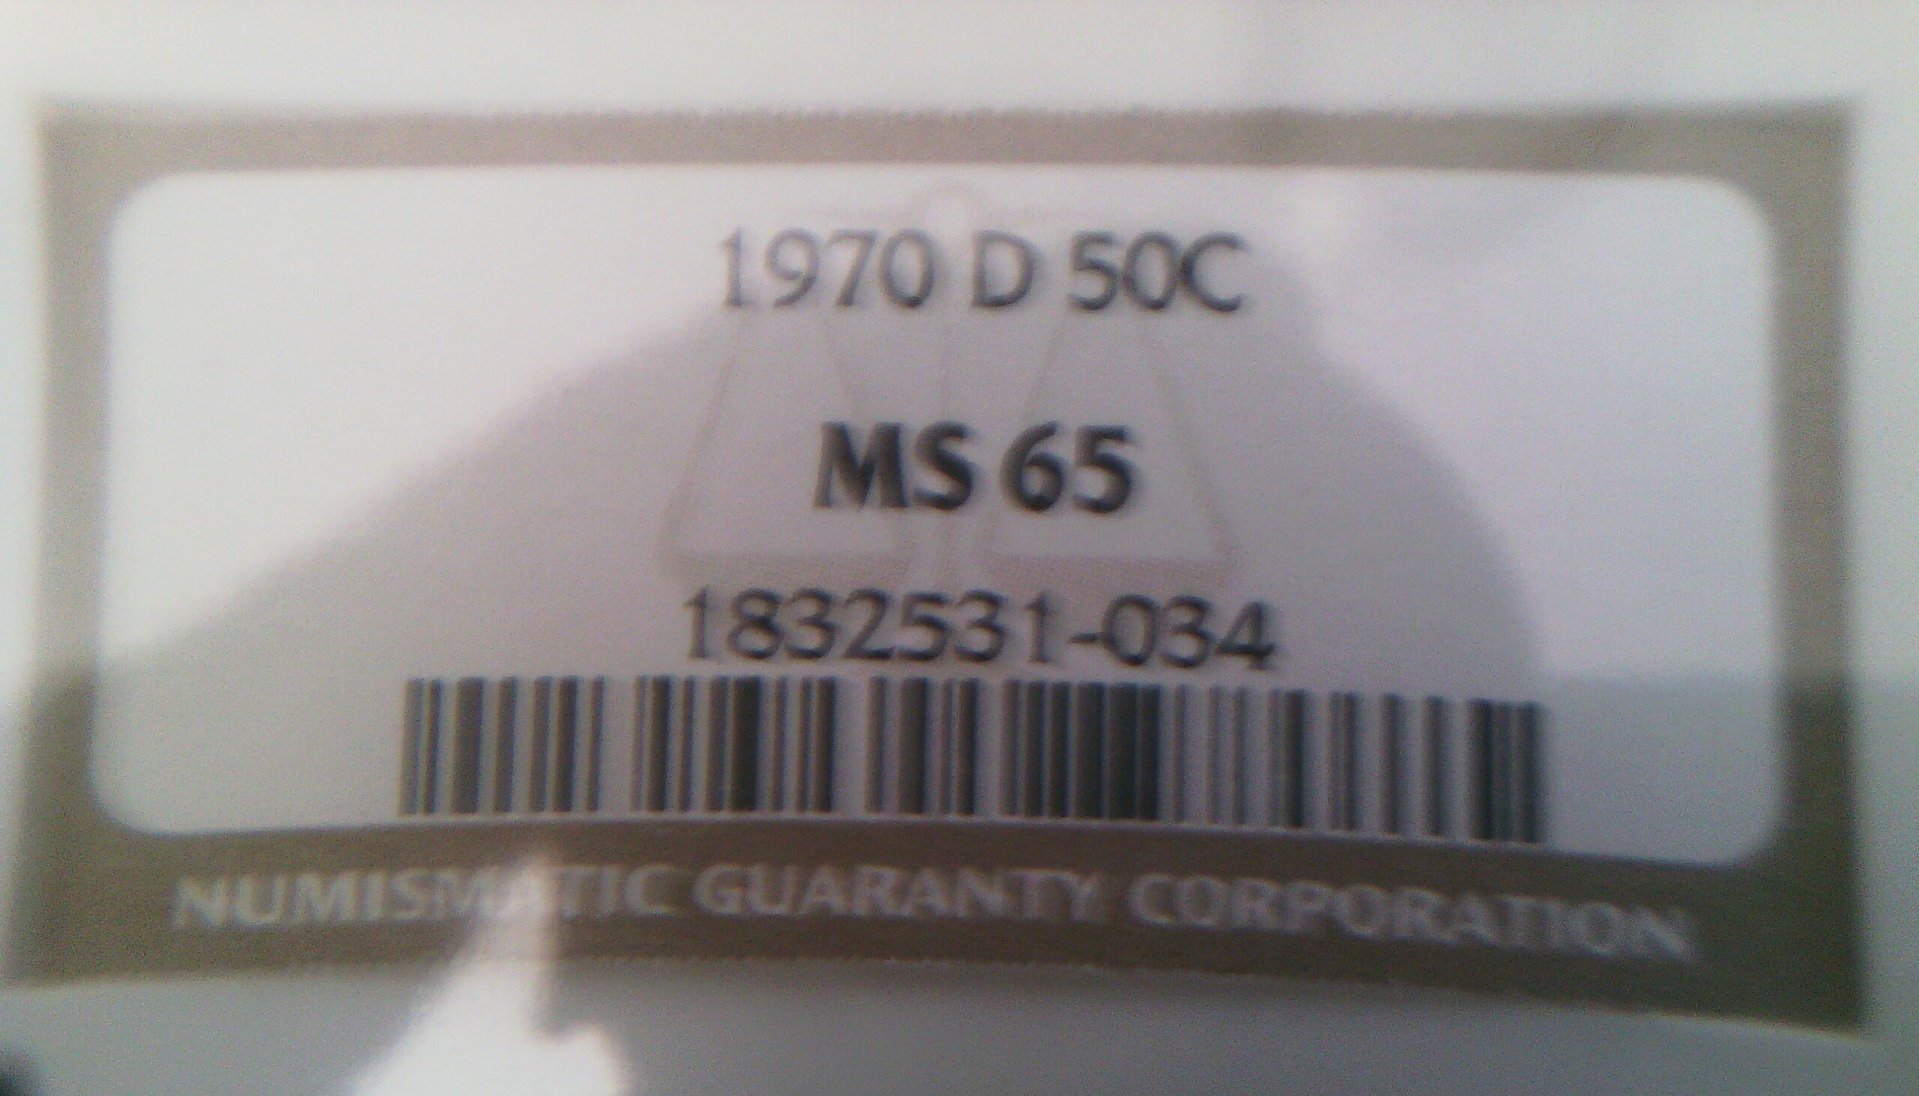 1970 D 50C
MS 65
1832531-034
NUMISMATIC GUARANTY CORPORATION